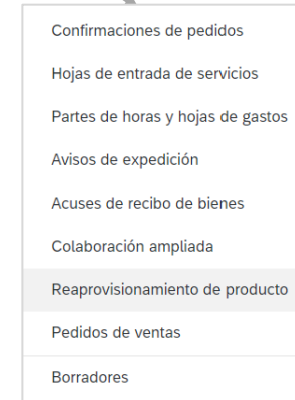 Confirmaciones de pedidos
Hojas de entrada de servicios
Partes de horas y hojas de gastos
Avisos de expedición
Acuses de recibo de bienes
Colaboración ampliada
Reaprovisionamiento de producto
Pedidos de ventas
Borradores